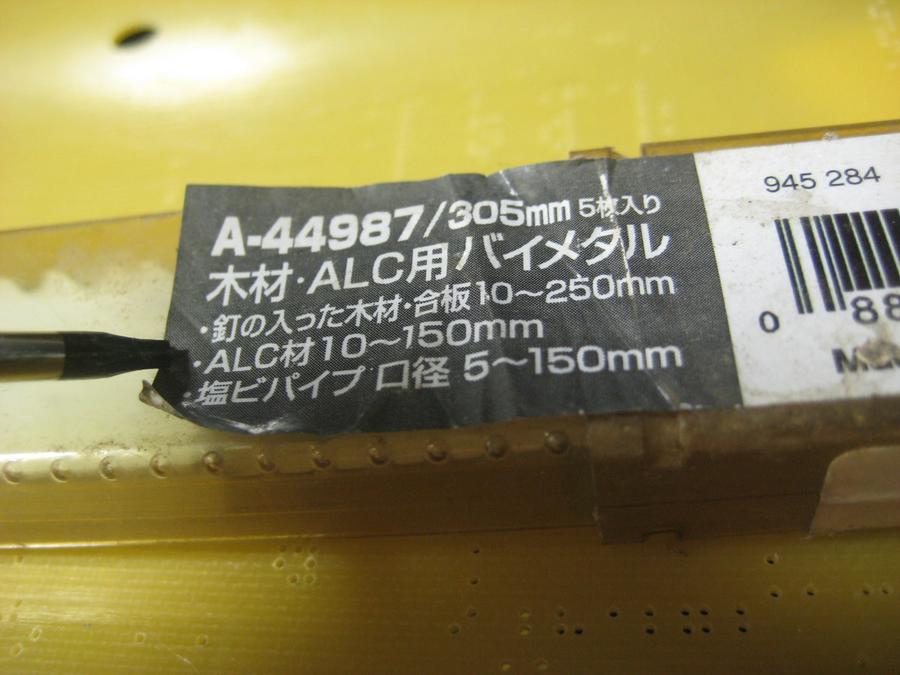 A-44987/305mm 5枚入り
木材・ALC用 バイメタル
・釘の入った木材・合板10～250mm
・ALC材10～150mm
・塩ビパイプ 口径 5～150mm
945 284
0 88